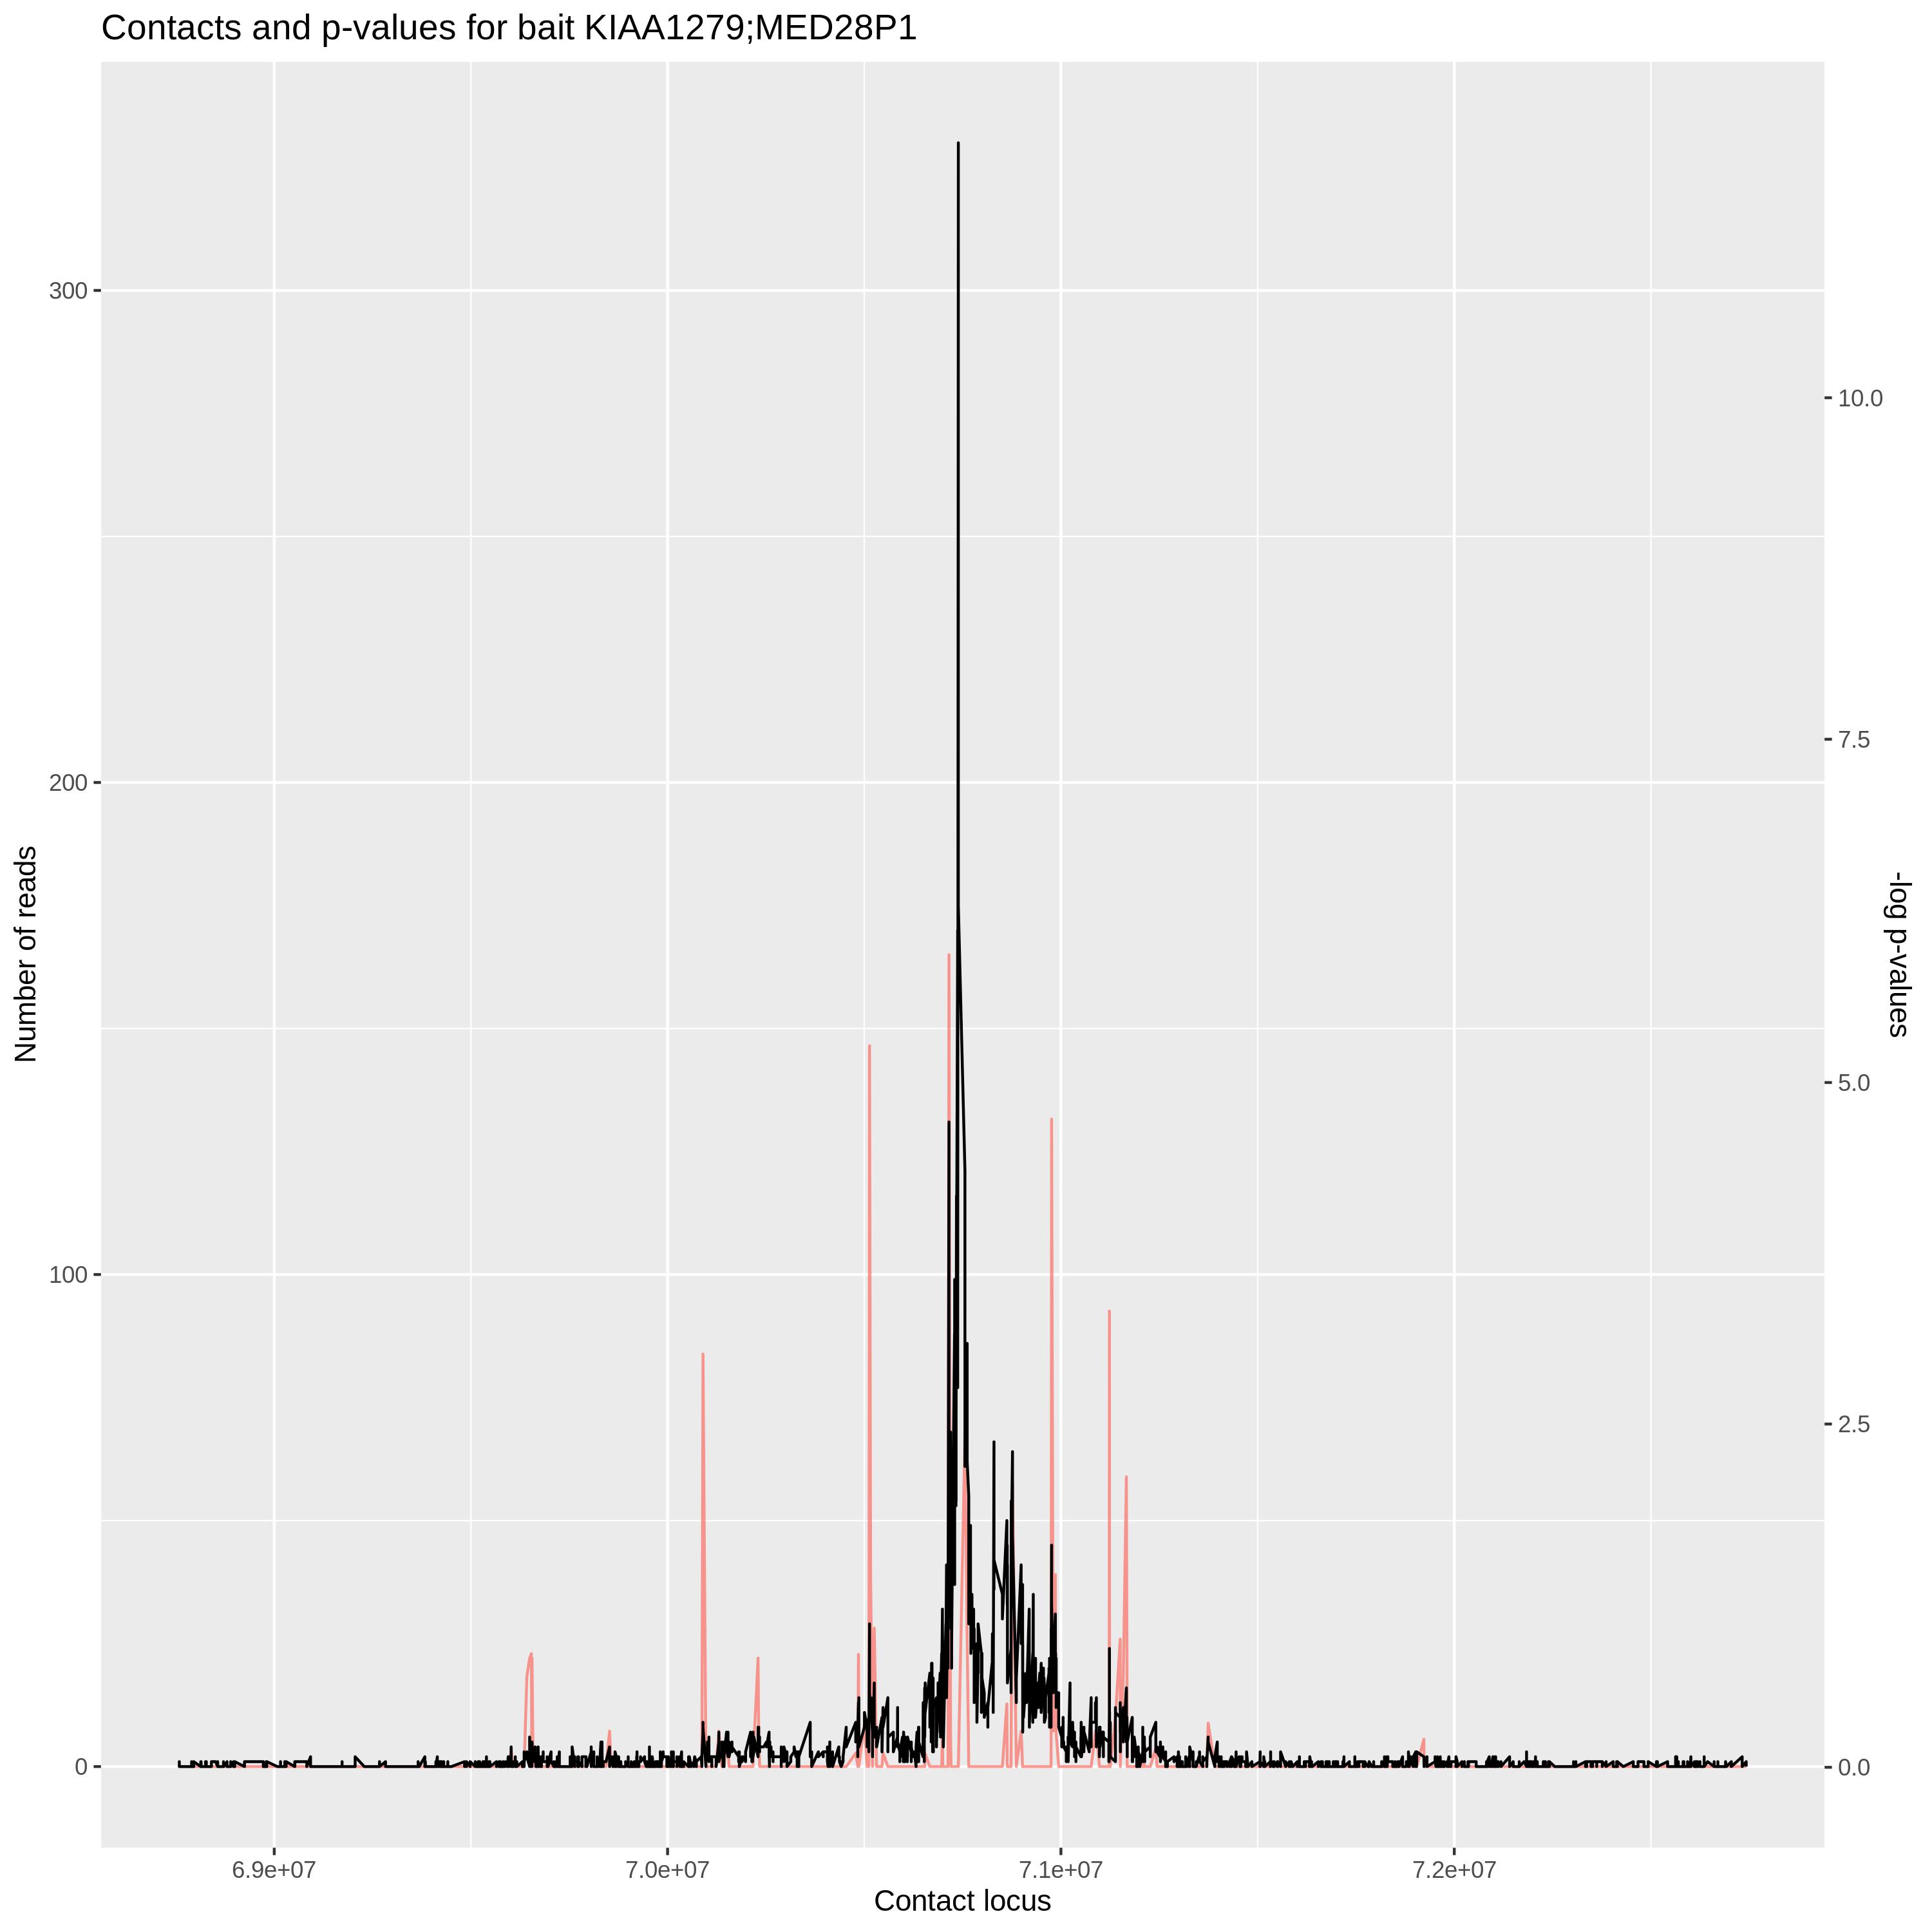 Contacts and p-values for bait KIAA1279;MED28P1
300
200
100
0
Number of reads
10.0
7.5
5.0
2.5
0.0
-log p-values
6.9e+07
7.0e+07
7.1e+07
7.2e+07
Contact locus